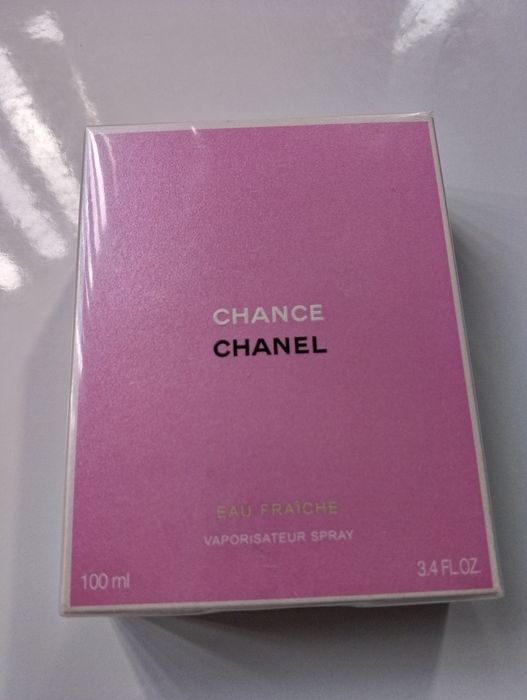 CHANCE
CHANEL
EAU FRAÎCHE
VAPORISATEUR SPRAY
100 ml
3.4 FL.OZ.